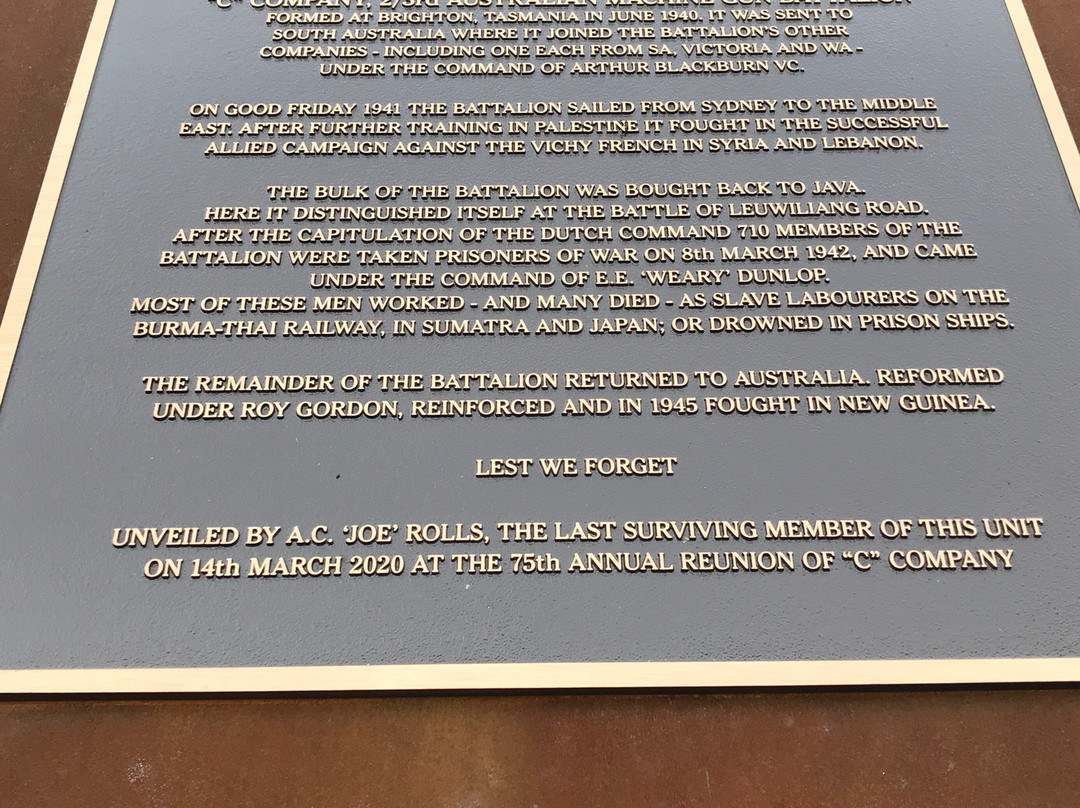 "C" COMPANY, 2/3rd AUSTRALIAN MACHINE GUN BATTALION
FORMED AT BRIGHTON, TASMANIA IN JUNE 1940. IT WAS SENT TO
SOUTH AUSTRALIA WHERE IT JOINED THE BATTALION'S OTHER
COMPANIES - INCLUDING ONE EACH FROM SA, VICTORIA AND WA -
UNDER THE COMMAND OF ARTHUR BLACKBURN VC.
ON GOOD FRIDAY 1941 THE BATTALION SAILED FROM SYDNEY TO THE MIDDLE
EAST. AFTER FURTHER TRAINING IN PALESTINE IT FOUGHT IN THE SUCCESSFUL
ALLIED CAMPAIGN AGAINST THE VICHY FRENCH IN SYRIA AND LEBANON.
THE BULK OF THE BATTALION WAS BOUGHT BACK TO JAVA.
HERE IT DISTINGUISHED ITSELF AT THE BATTLE OF LEUWILIANG ROAD.
AFTER THE CAPITULATION OF THE DUTCH COMMAND 710 MEMBERS OF THE
BATTALION WERE TAKEN PRISONERS OF WAR ON 8th MARCH 1942, AND CAME
UNDER THE COMMAND OF E.E. 'WEARY' DUNLOP.
MOST OF THESE MEN WORKED - AND MANY DIED - AS SLAVE LABOURERS ON THE
BURMA-THAI RAILWAY, IN SUMATRA AND JAPAN; OR DROWNED IN PRISON SHIPS.
THE REMAINDER OF THE BATTALION RETURNED TO AUSTRALIA. REFORMED
UNDER ROY GORDON, REINFORCED AND IN 1945 FOUGHT IN NEW GUINEA.
LEST WE FORGET
UNVEILED BY A.C. 'JOE' ROLLS, THE LAST SURVIVING MEMBER OF THIS UNIT
ON 14th MARCH 2020 AT THE 75th ANNUAL REUNION OF "C" COMPANY